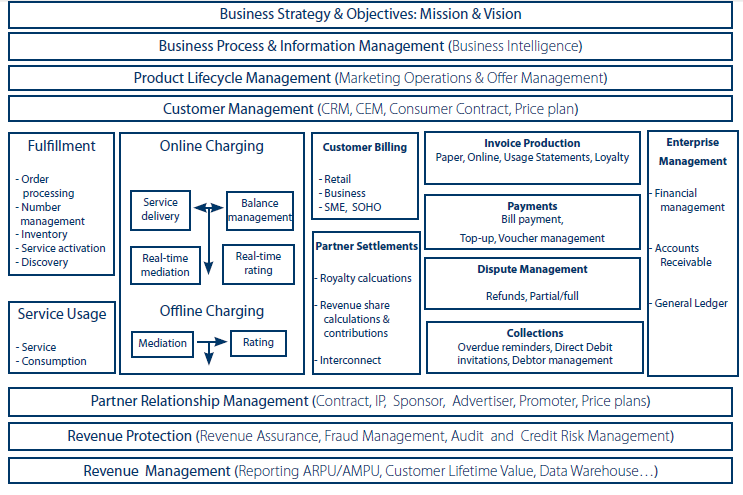 Business Strategy & Objectives: Mission & Vision
Business Process & Information Management (Business Intelligence)
Product Lifecycle Management (Marketing Operations & Offer Management)
Customer Management (CRM, CEM, Consumer Contract, Price plan)
Fulfillment
- Order
processing
- Number
management
- Inventory
- Service activation
- Discovery
Service Usage
- Service
- Consumption
Online Charging
Service
delivery
Balance
management
Real-time
mediation
Real-time
rating
Offline Charging
Mediation
Rating
Customer Billing
- Retail
- Business
- SME, SOHO
Partner Settlements
- Royalty calcuations
- Revenue share
calculations &
contributions
- Interconnect
Invoice Production
Paper, Online, Usage Statements, Loyalty
Payments
Bill payment,
Top-up, Voucher management
Dispute Management
Refunds, Partial/full
Collections
Overdue reminders, Direct Debit
invitations, Debtor management
Enterprise
Management
- Financial
management
- Accounts
Receivable
- General Ledger
Partner Relationship Management (Contract, IP, Sponsor, Advertiser, Promoter, Price plans)
Revenue Protection (Revenue Assurance, Fraud Management, Audit and Credit Risk Management)
Revenue Management (Reporting ARPU/AMPU, Customer Lifetime Value, Data Warehouse…)